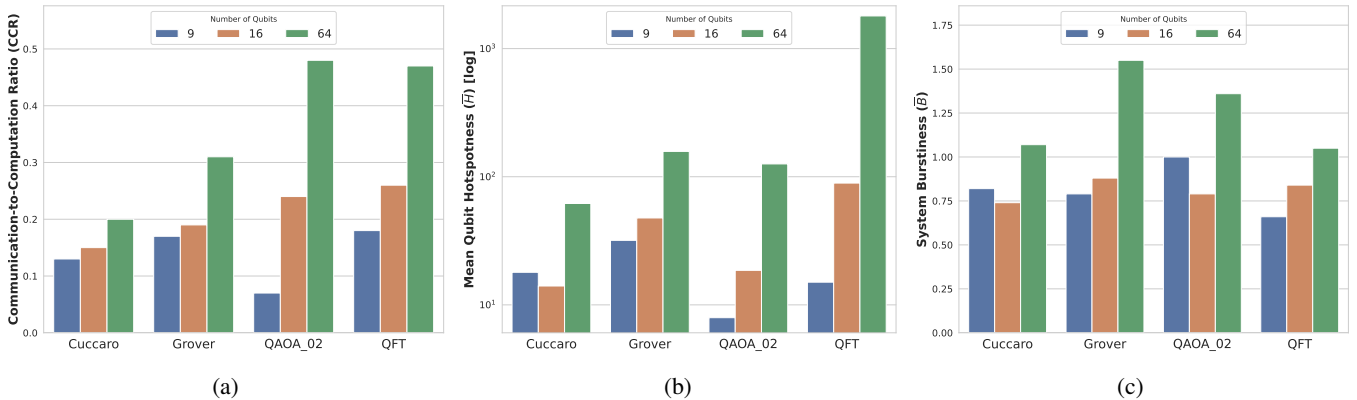 Communication-to-Computation Ratio (CCR)
0.5
0.4
0.3
0.2
0.1
0.0
Number of Qubits
9 16 64
Cuccaro Grover QAOA_02 QFT
(a)
Mean Qubit Hotspotness (H̅) [log]
10³
10²
10¹
Number of Qubits
9 16 64
Cuccaro Grover QAOA_02 QFT
(b)
System Burstiness (B̅)
1.75
1.50
1.25
1.00
0.75
0.50
0.25
0.00
Number of Qubits
9 16 64
Cuccaro Grover QAOA_02 QFT
(c)